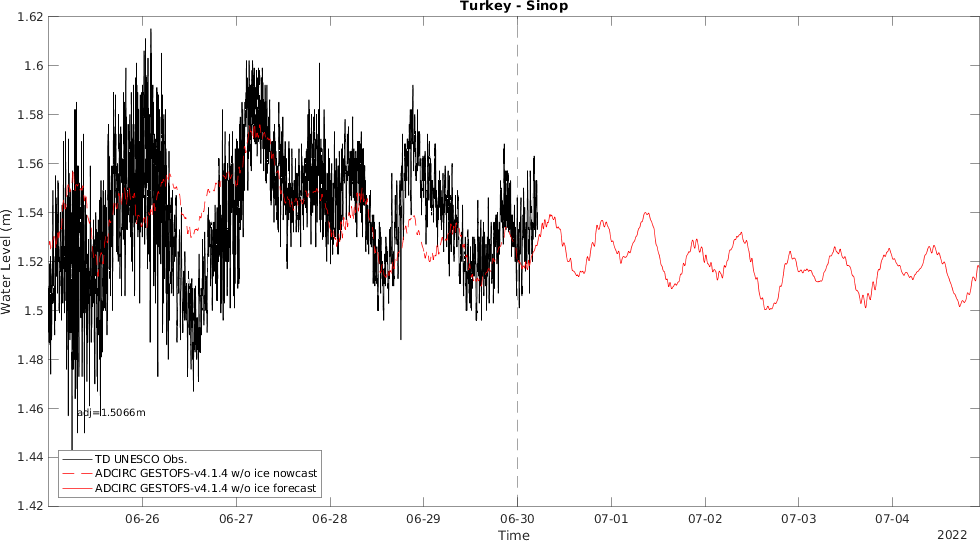 Turkey - Sinop
1.62
1.6
1.58
1.56
1.54
1.52
1.5
1.48
1.46
1.44
1.42
Water Level (m)
adj=1.5066m
TD UNESCO Obs.
ADCIRC GESTOFS-v4.1.4 w/o ice nowcast
ADCIRC GESTOFS-v4.1.4 w/o ice forecast
06-26 06-27 06-28 06-29 06-30 07-01 07-02 07-03 07-04
Time
2022